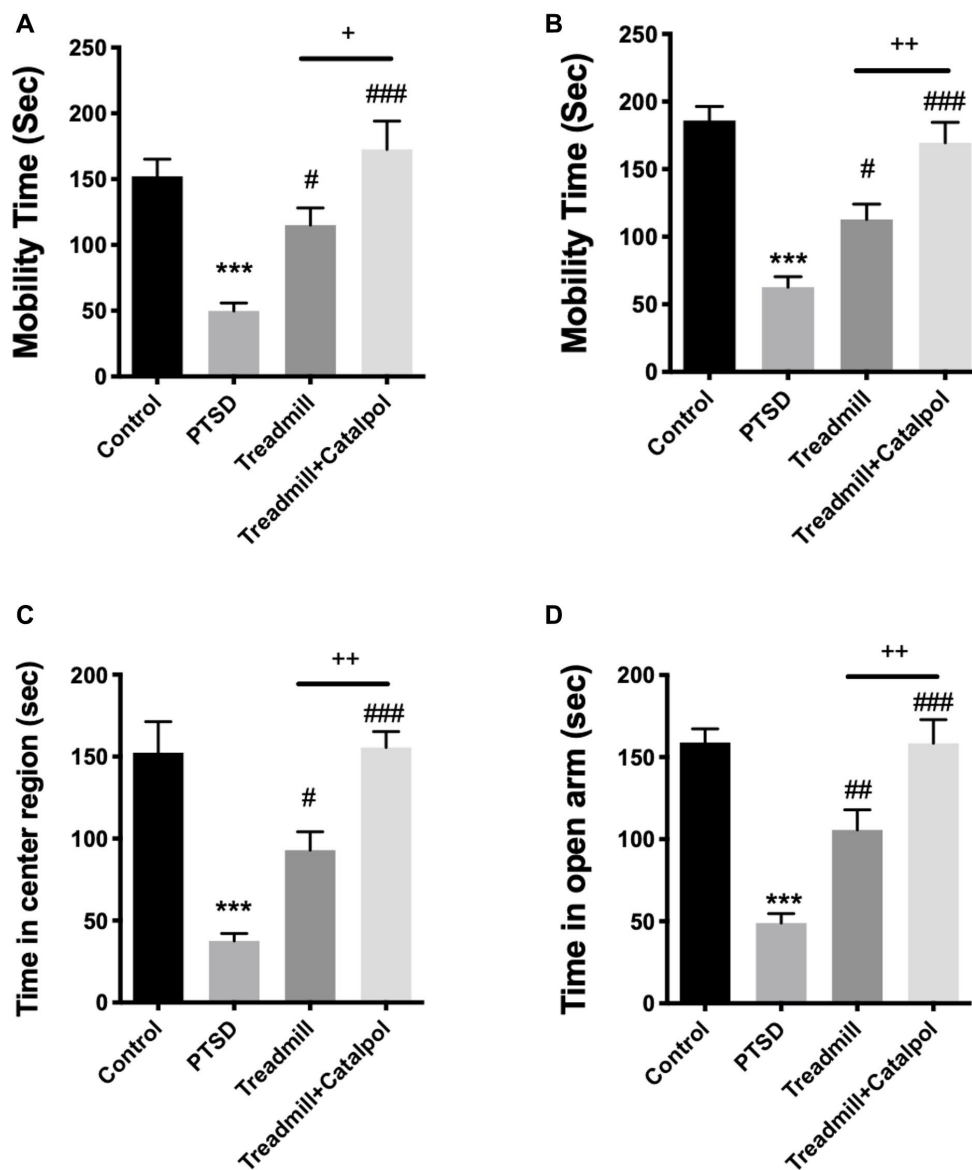 A
Mobility Time (Sec)
250
200
150
100
50
0
+
###
#
***
Control
PTSD
Treadmill
Treadmill+Catalpol
B
Mobility Time (Sec)
250
200
150
100
50
0
++
###
#
***
Control
PTSD
Treadmill
Treadmill+Catalpol
C
Time in center region (sec)
200
150
100
50
0
++
###
#
***
Control
PTSD
Treadmill
Treadmill+Catalpol
D
Time in open arm (sec)
200
150
100
50
0
++
###
##
***
Control
PTSD
Treadmill
Treadmill+Catalpol